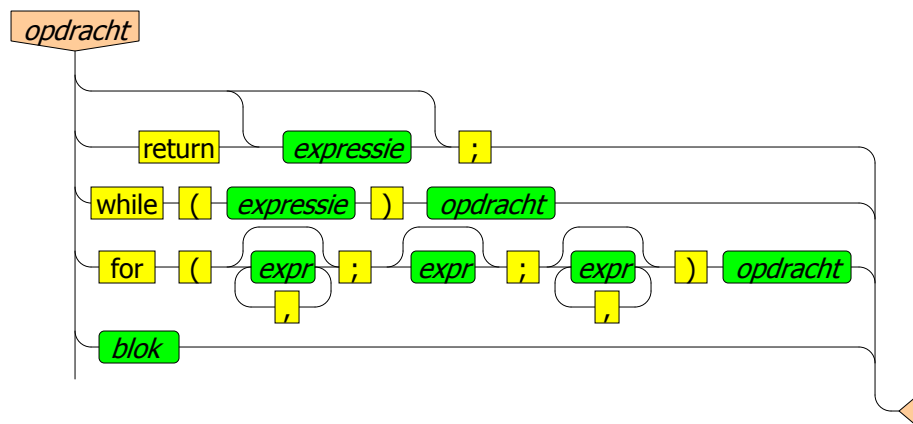 opdracht
return expressie ;
while ( expressie ) opdracht
for ( expr ; expr ; expr ) opdracht
, ,
blok